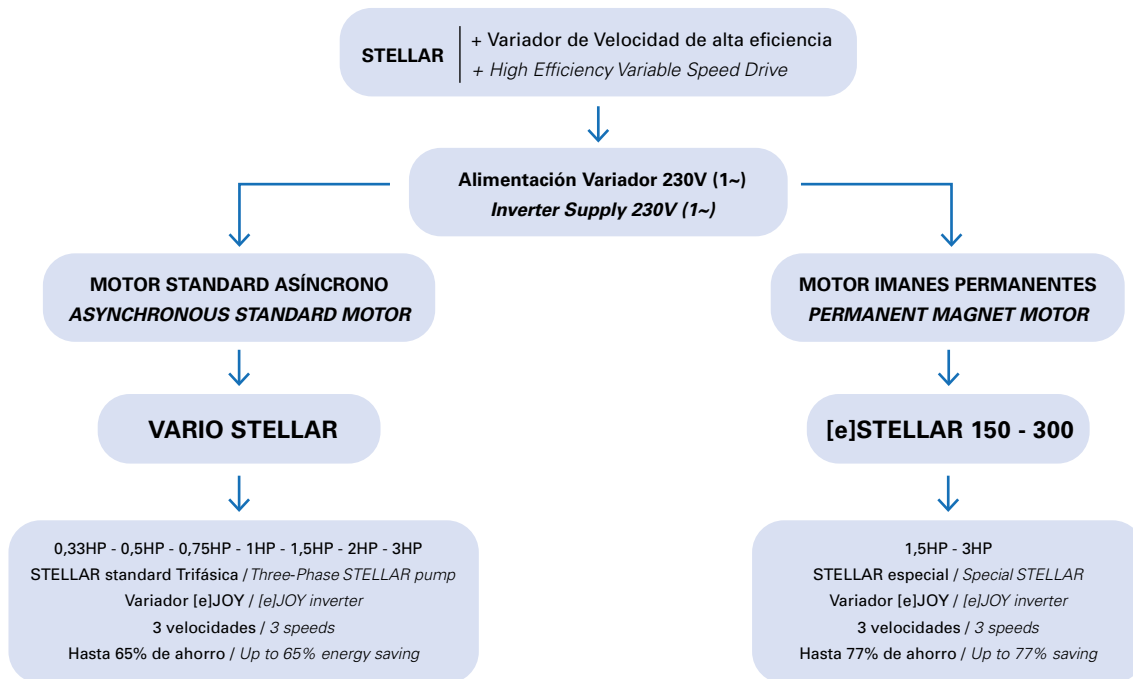 STELLAR
+ Variador de Velocidad de alta eficiencia
+ High Efficiency Variable Speed Drive
Alimentación Variador 230V (1~)
Inverter Supply 230V (1~)
MOTOR STANDARD ASÍNCRONO
ASYNCHRONOUS STANDARD MOTOR
MOTOR IMANES PERMANENTES
PERMANENT MAGNET MOTOR
VARIO STELLAR
[e]STELLAR 150 - 300
0,33HP - 0,5HP - 0,75HP - 1HP - 1,5HP - 2HP - 3HP
STELLAR standard Trifásica / Three-Phase STELLAR pump
Variador [e]JOY / [e]JOY inverter
3 velocidades / 3 speeds
Hasta 65% de ahorro / Up to 65% energy saving
1,5HP - 3HP
STELLAR especial / Special STELLAR
Variador [e]JOY / [e]JOY inverter
3 velocidades / 3 speeds
Hasta 77% de ahorro / Up to 77% saving